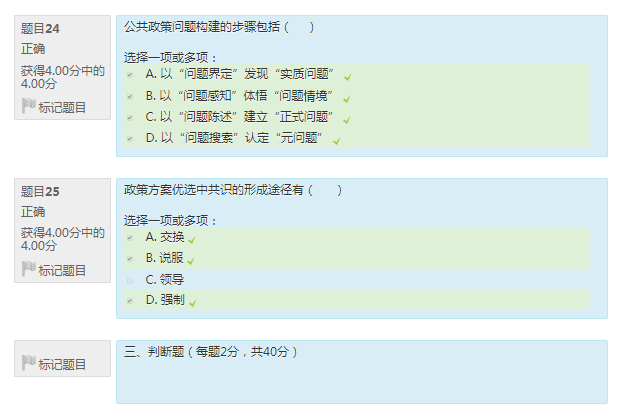 题目24
正确
获得4.00分中的
4.00分
标记题目
公共政策问题构建的步骤包括（ ）
选择一项或多项：
A. 以“问题界定”发现“实质问题”
B. 以“问题感知”体悟“问题情境”
C. 以“问题陈述”建立“正式问题”
D. 以“问题搜索”认定“元问题”
题目25
正确
获得4.00分中的
4.00分
标记题目
政策方案优选中共识的形成途径有（ ）
选择一项或多项：
A. 交换
B. 说服
C. 领导
D. 强制
标记题目
三、判断题（每题2分，共40分）